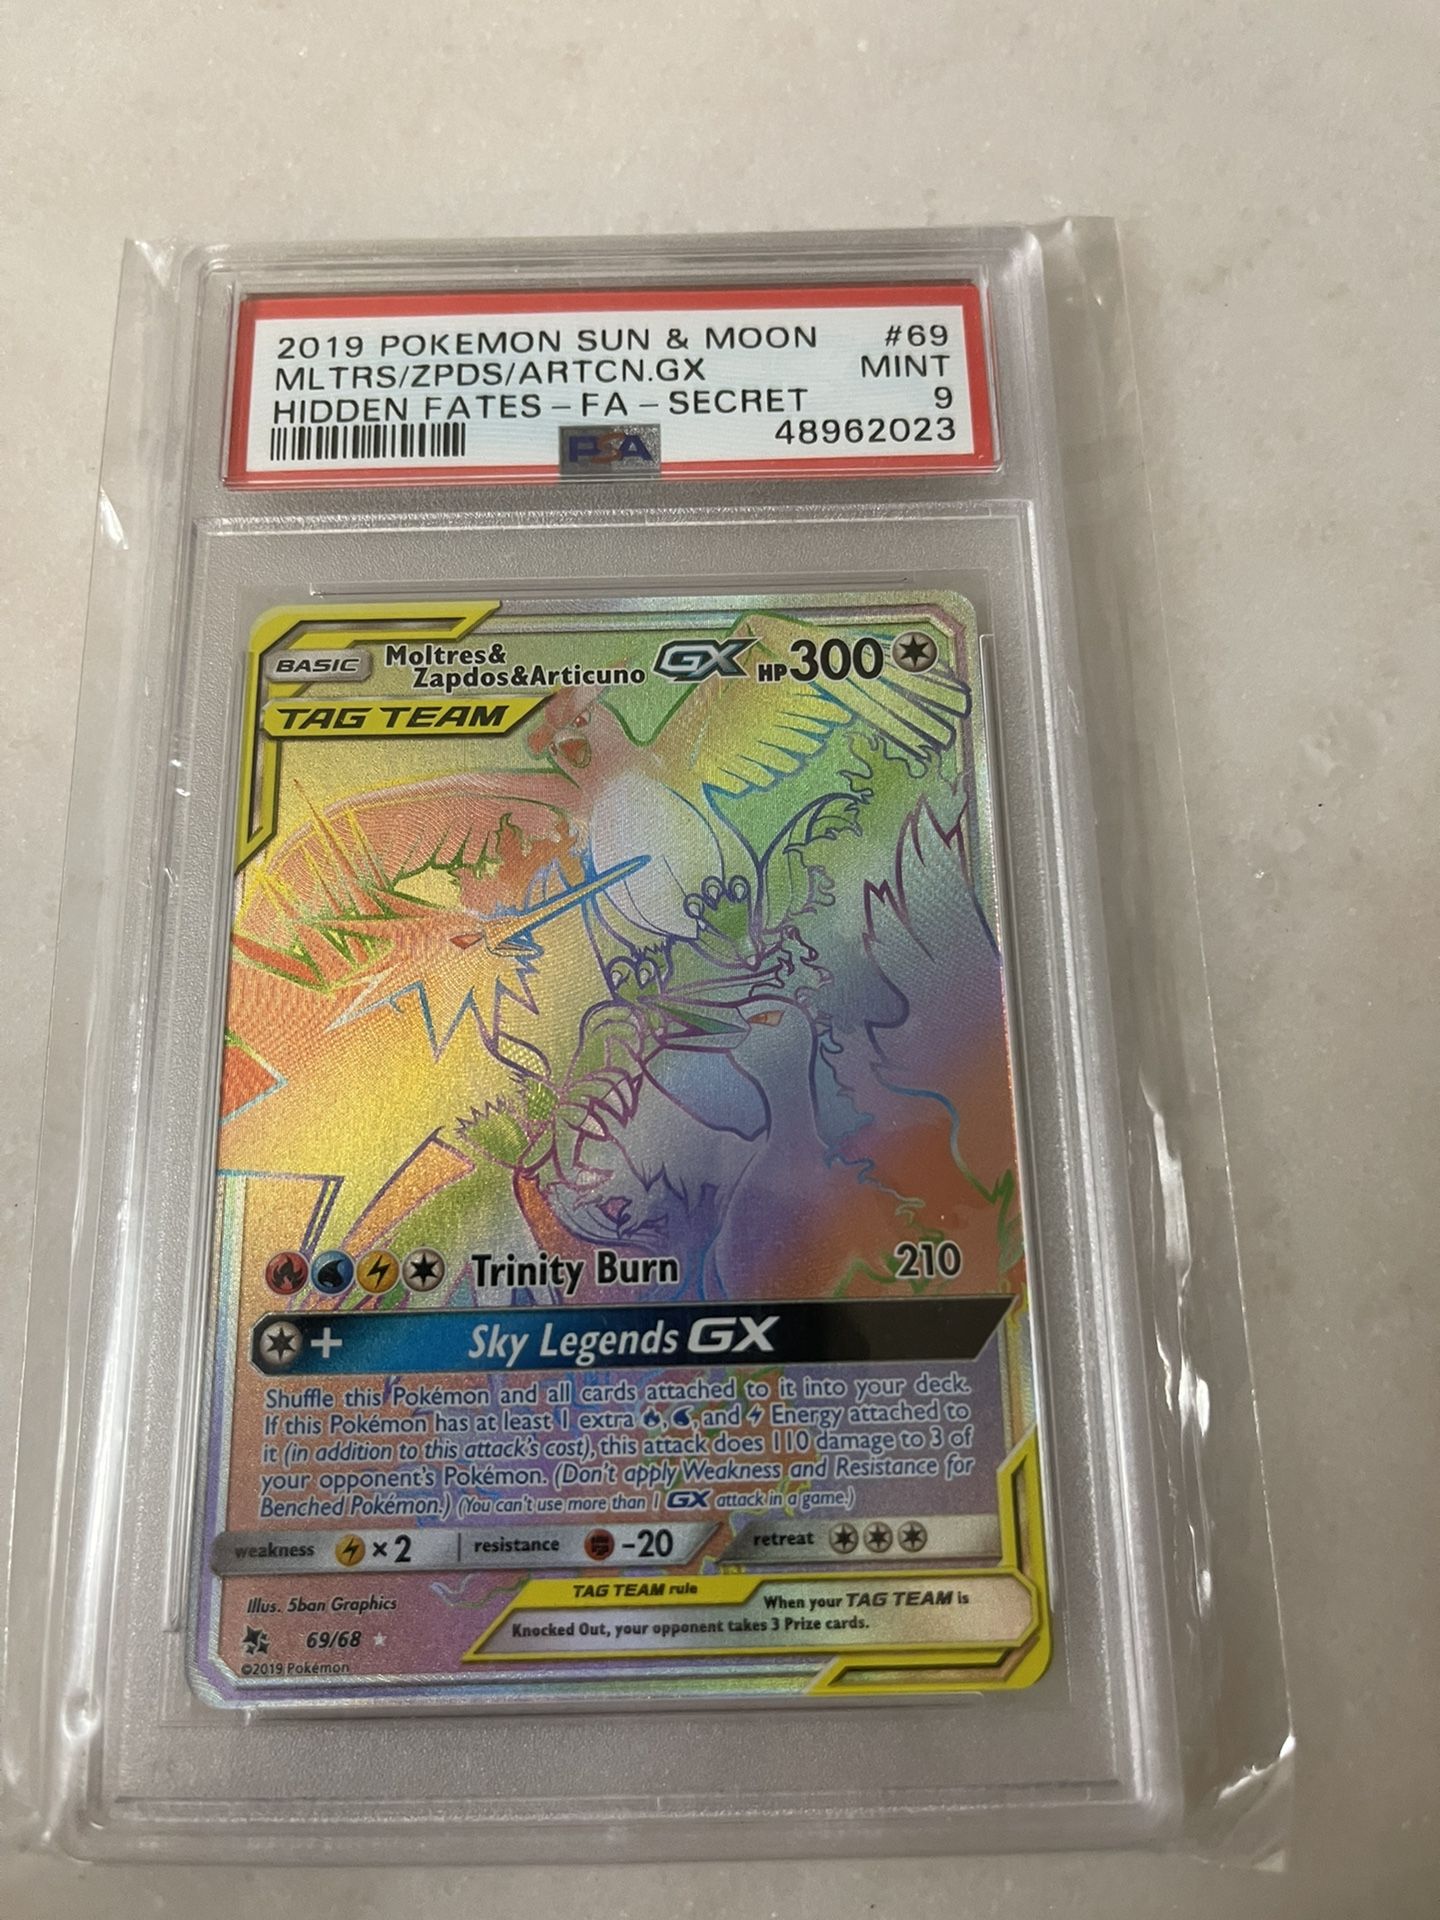 2019 POKEMON SUN & MOON #69
MLTRS/ZPDS/ARTCN.GX MINT
HIDDEN FATES - FA - SECRET 9
PSA 48962023
BASIC Moltres& Zapdos&Articuno GX HP300
TAG TEAM
Trinity Burn 210
+ Sky Legends GX
Shuffle this Pokémon and all cards attached to it into your deck.
If this Pokémon has at least 1 extra , , and Energy attached to
it (in addition to this attack's cost), this attack does 110 damage to 3 of
your opponent's Pokémon. (Don't apply Weakness and Resistance for
Benched Pokémon.) (You can't use more than 1 GX attack in a game.)
weakness ×2 resistance -20 retreat
Illus. 5ban Graphics
TAG TEAM rule
When your TAG TEAM is
Knocked Out, your opponent takes 3 Prize cards.
69/68 ★
©2019 Pokémon